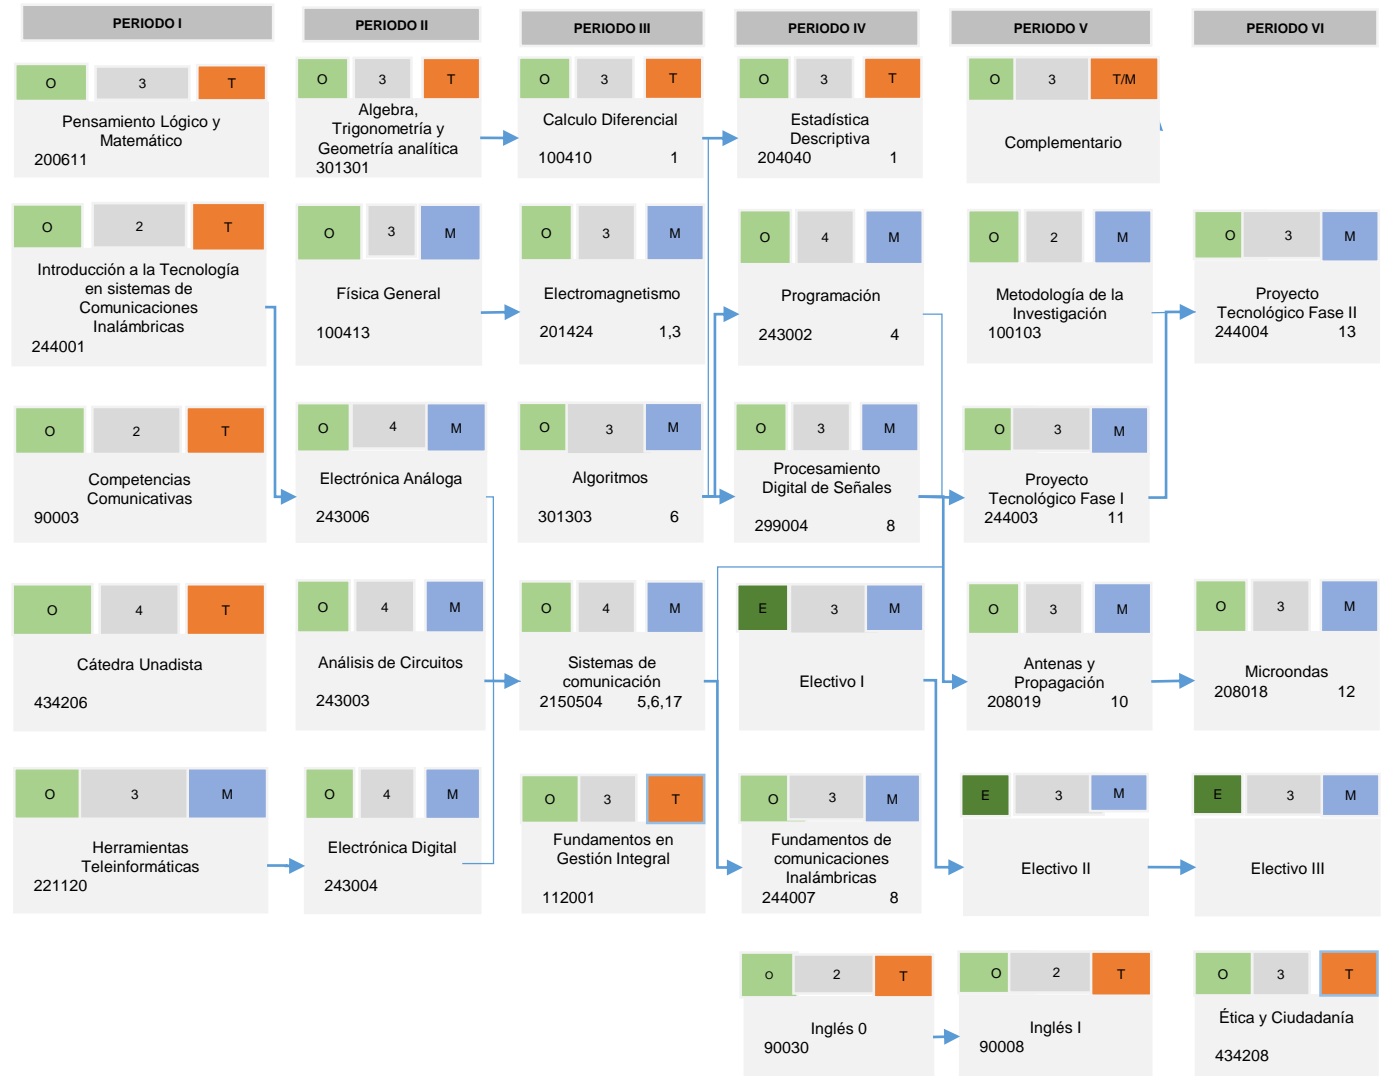 PERIODO I
PERIODO II
PERIODO III
PERIODO IV
PERIODO V
PERIODO VI
O 3 T
Pensamiento Lógico y
Matemático
200611
O 3 T
Algebra,
Trigonometría y
Geometría analítica
301301
O 3 T
Calculo Diferencial
100410 1
O 3 T
Estadística
Descriptiva
204040 1
O 3 T/M
Complementario
O 2 T
Introducción a la Tecnología
en sistemas de
Comunicaciones
Inalámbricas
244001
O 3 M
Física General
100413
O 3 M
Electromagnetismo
201424 1,3
O 4 M
Programación
243002 4
O 2 M
Metodología de la
Investigación
100103
O 3 M
Proyecto
Tecnológico Fase II
244004 13
O 2 T
Competencias
Comunicativas
90003
O 4 M
Electrónica Análoga
243006
O 3 M
Algoritmos
301303 6
O 3 M
Procesamiento
Digital de Señales
299004 8
O 3 M
Proyecto
Tecnológico Fase I
244003 11
O 4 T
Cátedra Unadista
434206
O 4 M
Análisis de Circuitos
243003
O 4 M
Sistemas de
comunicación
2150504 5,6,17
E 3 M
Electivo I
O 3 M
Antenas y
Propagación
208019 10
O 3 M
Microondas
208018 12
O 3 M
Herramientas
Teleinformáticas
221120
O 4 M
Electrónica Digital
243004
O 3 T
Fundamentos en
Gestión Integral
112001
O 3 M
Fundamentos de
comunicaciones
Inalámbricas
244007 8
E 3 M
Electivo II
E 3 M
Electivo III
O 2 T
Inglés 0
90030
O 2 T
Inglés I
90008
O 3 T
Ética y Ciudadanía
434208